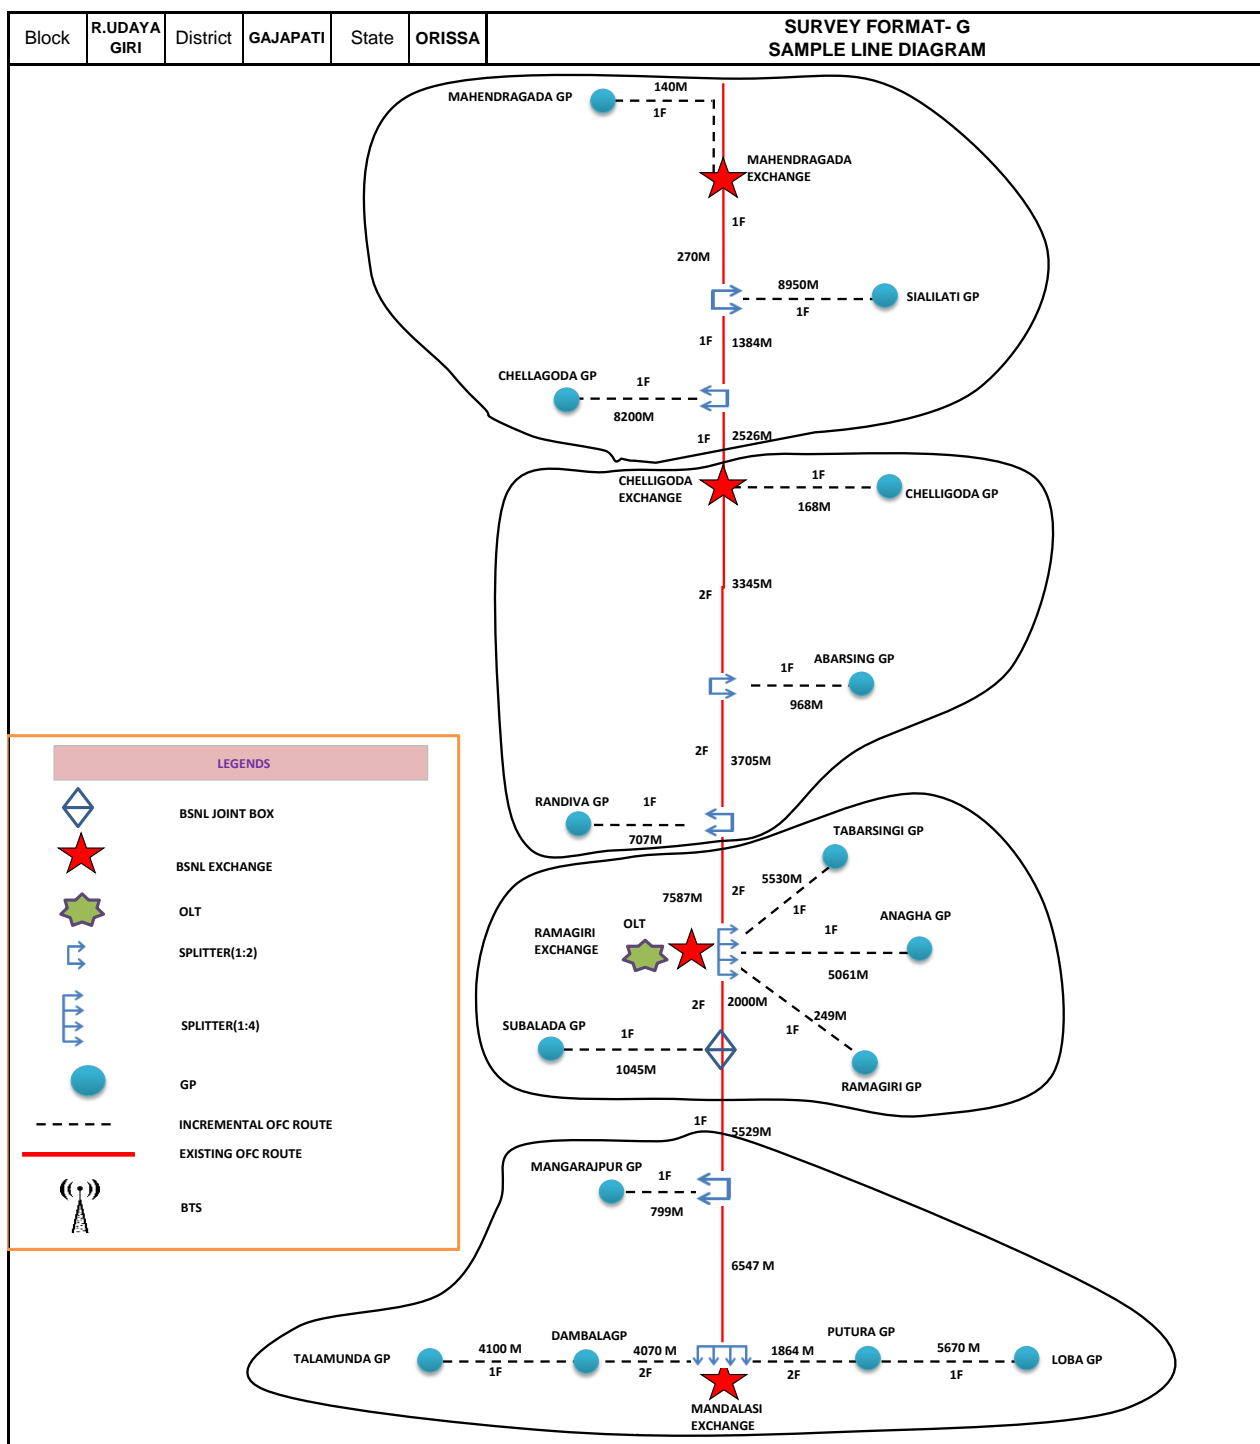 Block R.UDAYA GIRI District GAJAPATI State ORISSA
SURVEY FORMAT- G
SAMPLE LINE DIAGRAM
MAHENDRAGADA GP
140M
1F
MAHENDRAGADA
EXCHANGE
1F
270M
8950M
1F
SIALILATI GP
1F
1384M
CHELLAGODA GP
1F
8200M
1F
2526M
CHELLIGODA
EXCHANGE
1F
168M
CHELLIGODA GP
3345M
2F
ABARSING GP
1F
968M
2F
3705M
RANDIVA GP
1F
707M
TABARSINGI GP
5530M
1F
7587M
2F
ANAGHA GP
1F
5061M
RAMAGIRI
EXCHANGE
OLT
2F
2000M
249M
1F
RAMAGIRI GP
SUBALADA GP
1F
1045M
1F
5529M
MANGARAJPUR GP
1F
799M
6547 M
TALAMUNDA GP
4100 M
1F
DAMBALAGP
4070 M
2F
1864 M
2F
PUTURA GP
5670 M
1F
LOBA GP
MANDALASI
EXCHANGE
LEGENDS
BSNL JOINT BOX
BSNL EXCHANGE
OLT
SPLITTER(1:2)
SPLITTER(1:4)
GP
INCREMENTAL OFC ROUTE
EXISTING OFC ROUTE
BTS